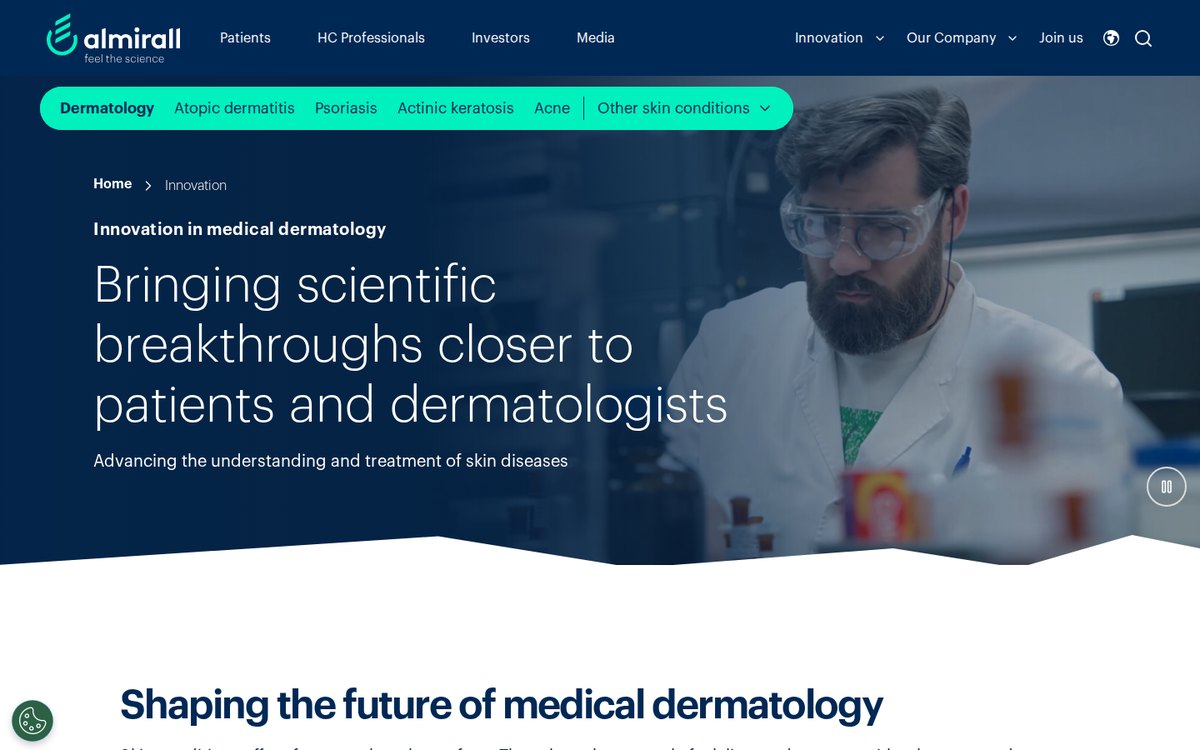 almirall
feel the science
Patients
HC Professionals
Investors
Media
Innovation
Our Company
Join us
Dermatology
Atopic dermatitis
Psoriasis
Actinic keratosis
Acne
Other skin conditions
Home
Innovation
Innovation in medical dermatology
Bringing scientific
breakthroughs closer to
patients and dermatologists
Advancing the understanding and treatment of skin diseases
Shaping the future of medical dermatology